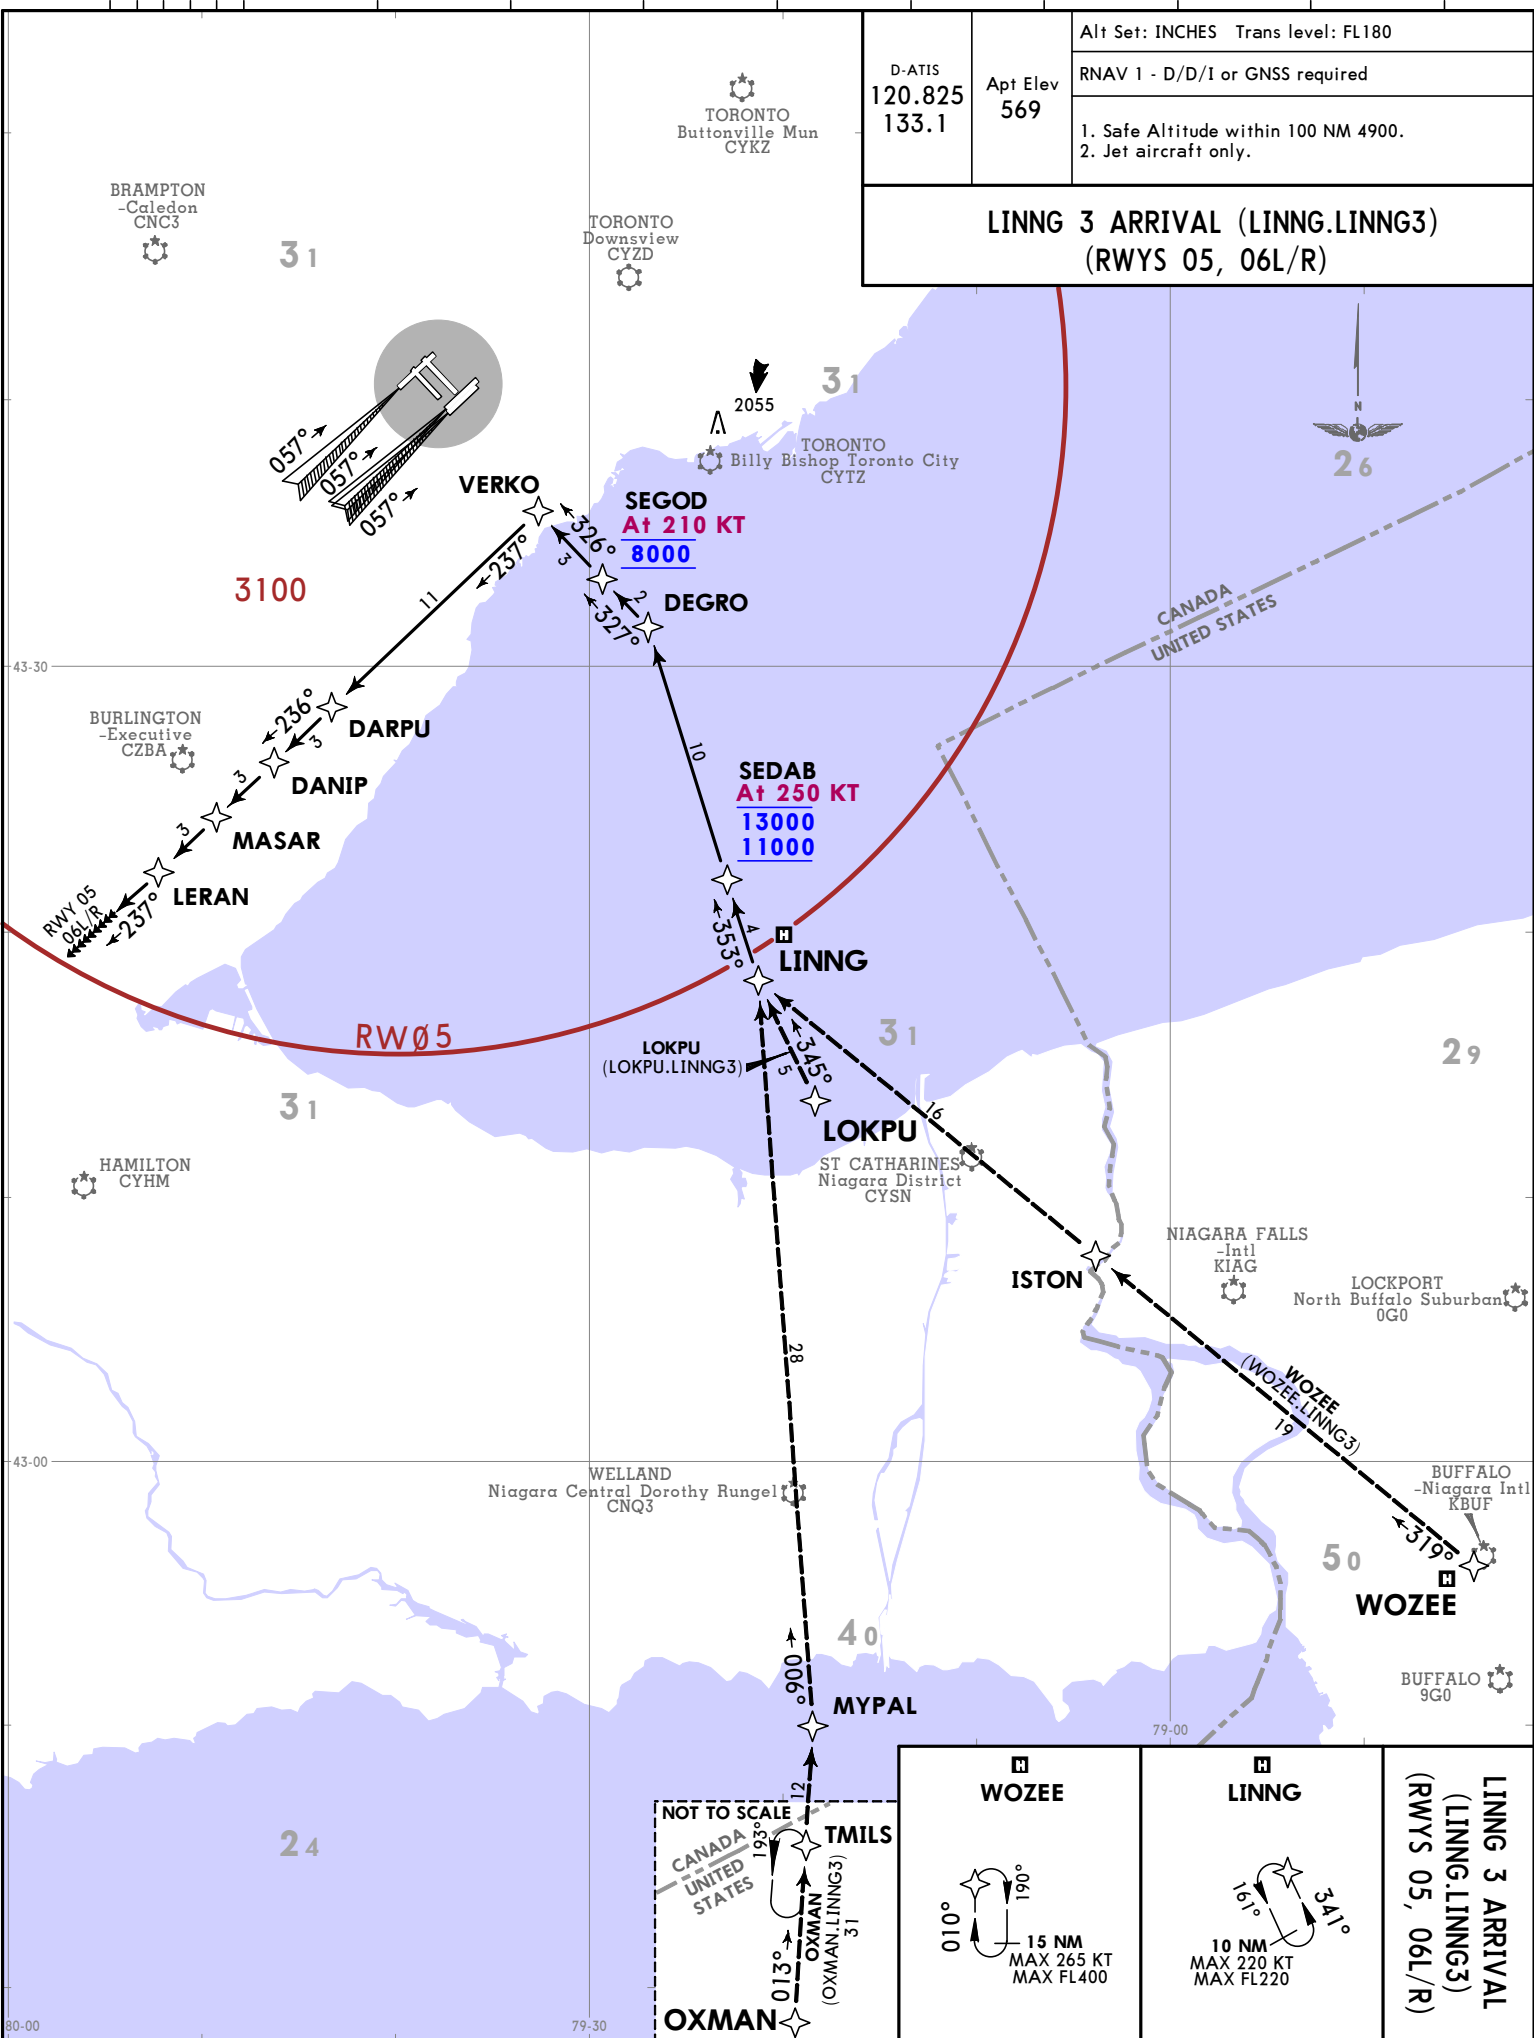 D-ATIS
120.825
133.1
Apt Elev
569
Alt Set: INCHES Trans level: FL180
RNAV 1 - D/D/I or GNSS required
1. Safe Altitude within 100 NM 4900.
2. Jet aircraft only.
LINNG 3 ARRIVAL (LINNG.LINNG3)
(RWYS 05, 06L/R)
TORONTO
Buttonville Mun
CYKZ
BRAMPTON
-Caledon
CNC3
31
TORONTO
Downsview
CYZD
31
2055
TORONTO
Billy Bishop Toronto City
CYTZ
N
26
057°
057°
057°
VERKO
SEGOD
At 210 KT
8000
326°
3
237°
11
3100
2
327°
DEGRO
CANADA
UNITED STATES
43-30
236°
DARPU
3
BURLINGTON
-Executive
CZBA
DANIP
3
MASAR
3
LERAN
237°
RWY 05
06L/R
10
SEDAB
At 250 KT
13000
11000
4
353°
H
LINNG
RWØ5
31
29
LOKPU
(LOKPU.LINNG3)
345°
5
LOKPU
31
16
ST CATHARINES
Niagara District
CYSN
HAMILTON
CYHM
ISTON
NIAGARA FALLS
-Intl
KIAG
LOCKPORT
North Buffalo Suburban
0G0
28
WOZEE
(WOZEE.LINNG3)
19
43-00
WELLAND
Niagara Central Dorothy Rungel
CNQ3
BUFFALO
-Niagara Intl
KBUF
319°
50
H
WOZEE
40
006°
MYPAL
BUFFALO
9G0
79-00
12
24
NOT TO SCALE
CANADA
UNITED
STATES
193°
TMILS
OXMAN
(OXMAN.LINNG3)
31
013°
OXMAN
H
WOZEE
010°
190°
15 NM
MAX 265 KT
MAX FL400
H
LINNG
161°
341°
10 NM
MAX 220 KT
MAX FL220
LINNG 3 ARRIVAL
(LINNG.LINNG3)
(RWYS 05, 06L/R)
80-00
79-30